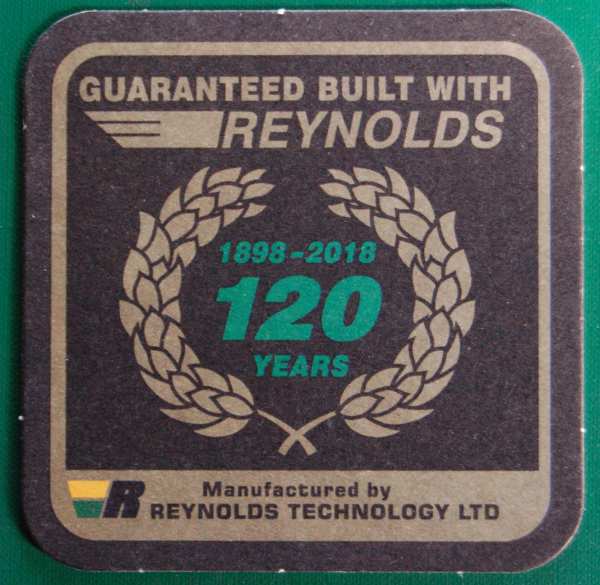 GUARANTEED BUILT WITH
REYNOLDS
1898-2018
120
YEARS
R
Manufactured by
REYNOLDS TECHNOLOGY LTD